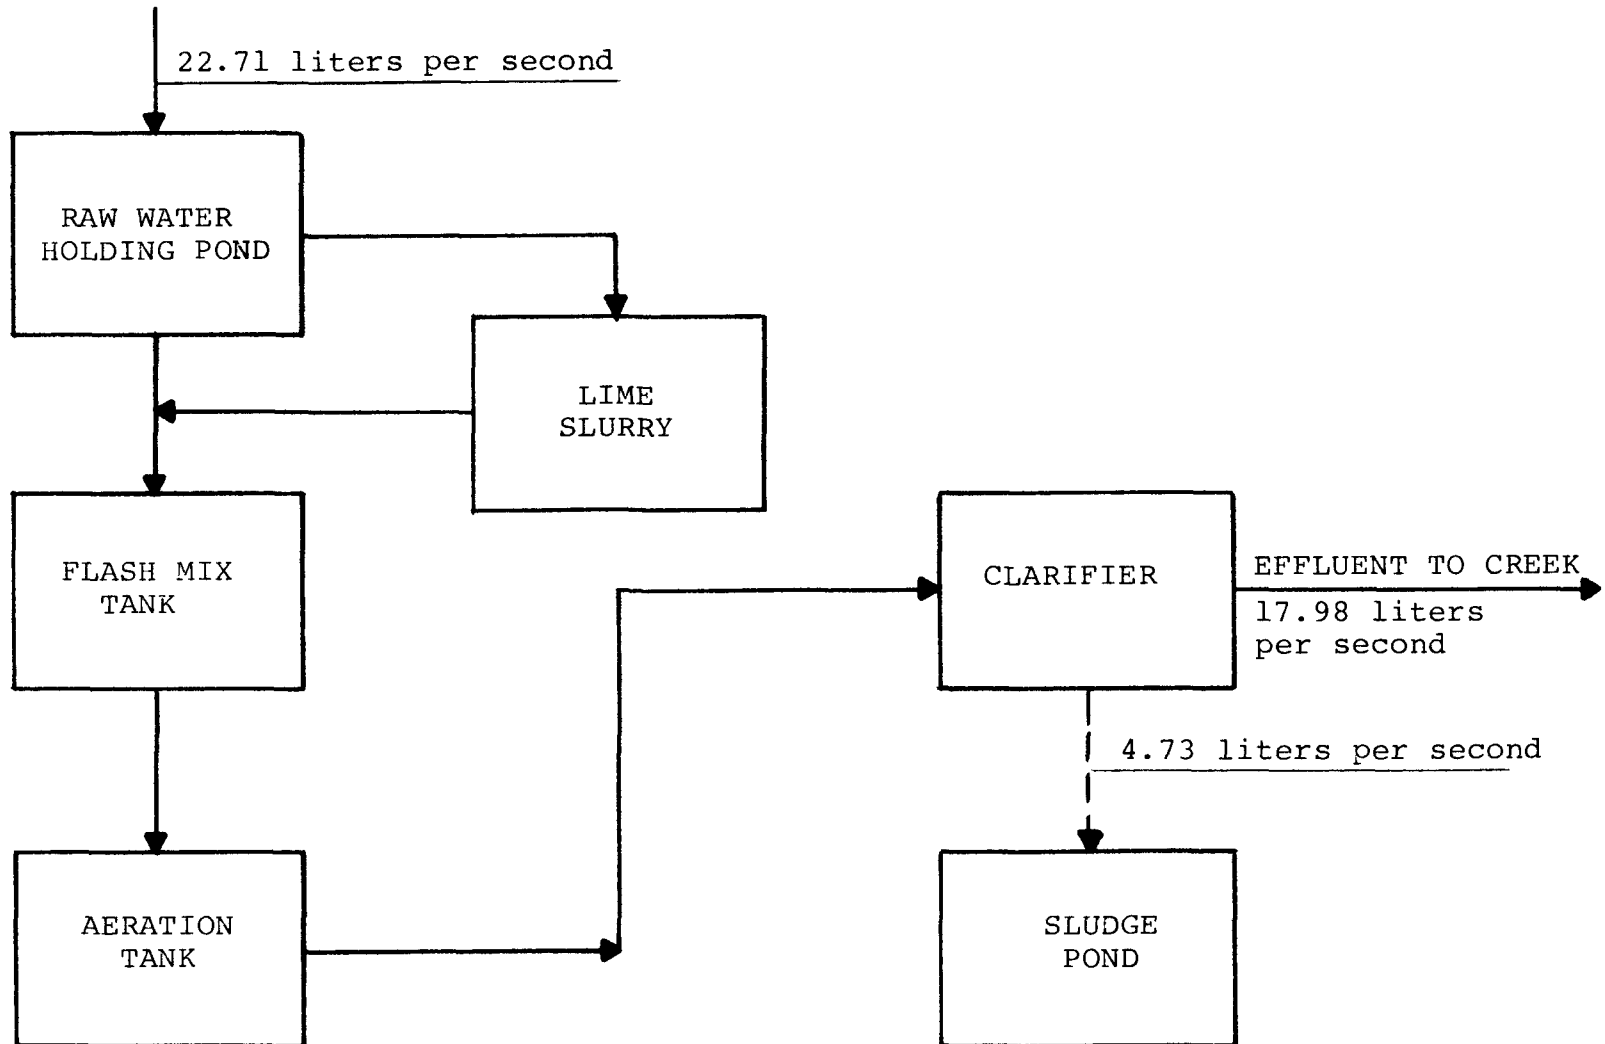 22.71 liters per second
RAW WATER
HOLDING POND
LIME
SLURRY
FLASH MIX
TANK
CLARIFIER
EFFLUENT TO CREEK
17.98 liters
per second
4.73 liters per second
AERATION
TANK
SLUDGE
POND